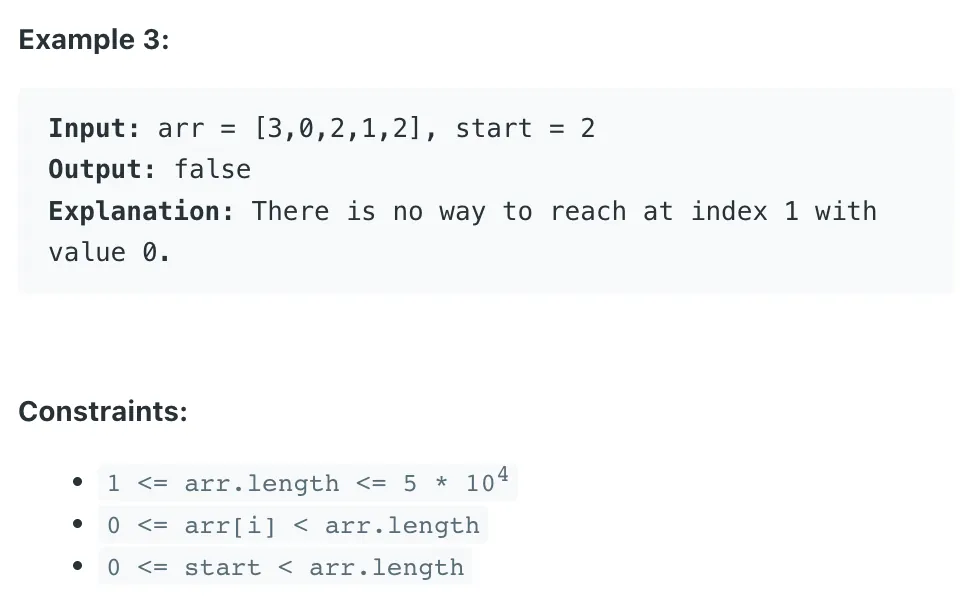 Example 3:
Input: arr = [3,0,2,1,2], start = 2
Output: false
Explanation: There is no way to reach at index 1 with
value 0.
Constraints:
• 1 <= arr.length <= 5 * 10⁴
• 0 <= arr[i] < arr.length
• 0 <= start < arr.length